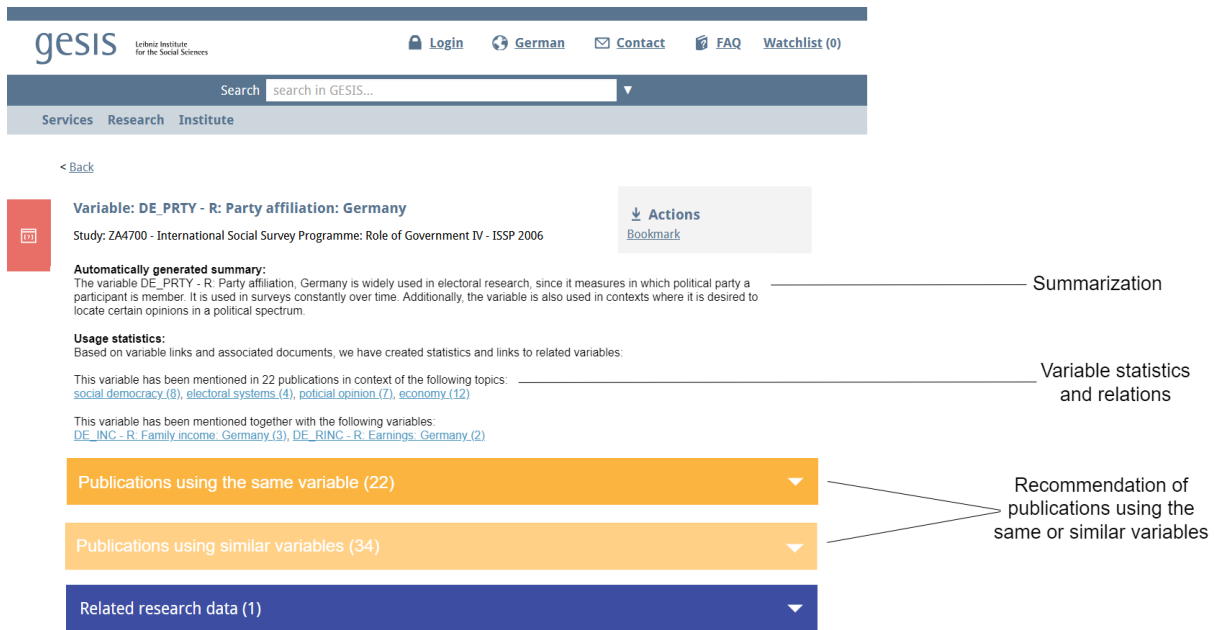 gesis
Leibniz Institute
for the Social Sciences
Login German Contact FAQ Watchlist (0)
Search search in GESIS...
Services Research Institute
< Back
Variable: DE_PRTY - R: Party affiliation: Germany
Study: ZA4700 - International Social Survey Programme: Role of Government IV - ISSP 2006
Actions
Bookmark
Automatically generated summary:
The variable DE_PRTY - R: Party affiliation, Germany is widely used in electoral research, since it measures in which political party a
participant is member. It is used in surveys constantly over time. Additionally, the variable is also used in contexts where it is desired to
locate certain opinions in a political spectrum.
Summarization
Usage statistics:
Based on variable links and associated documents, we have created statistics and links to related variables:
This variable has been mentioned in 22 publications in context of the following topics:
social democracy (8), electoral systems (4), poticial opinion (7), economy (12)
Variable statistics
and relations
This variable has been mentioned together with the following variables:
DE_INC - R: Family income: Germany (3), DE_RINC - R: Earnings: Germany (2)
Publications using the same variable (22)
Publications using similar variables (34)
Recommendation of
publications using the
same or similar variables
Related research data (1)